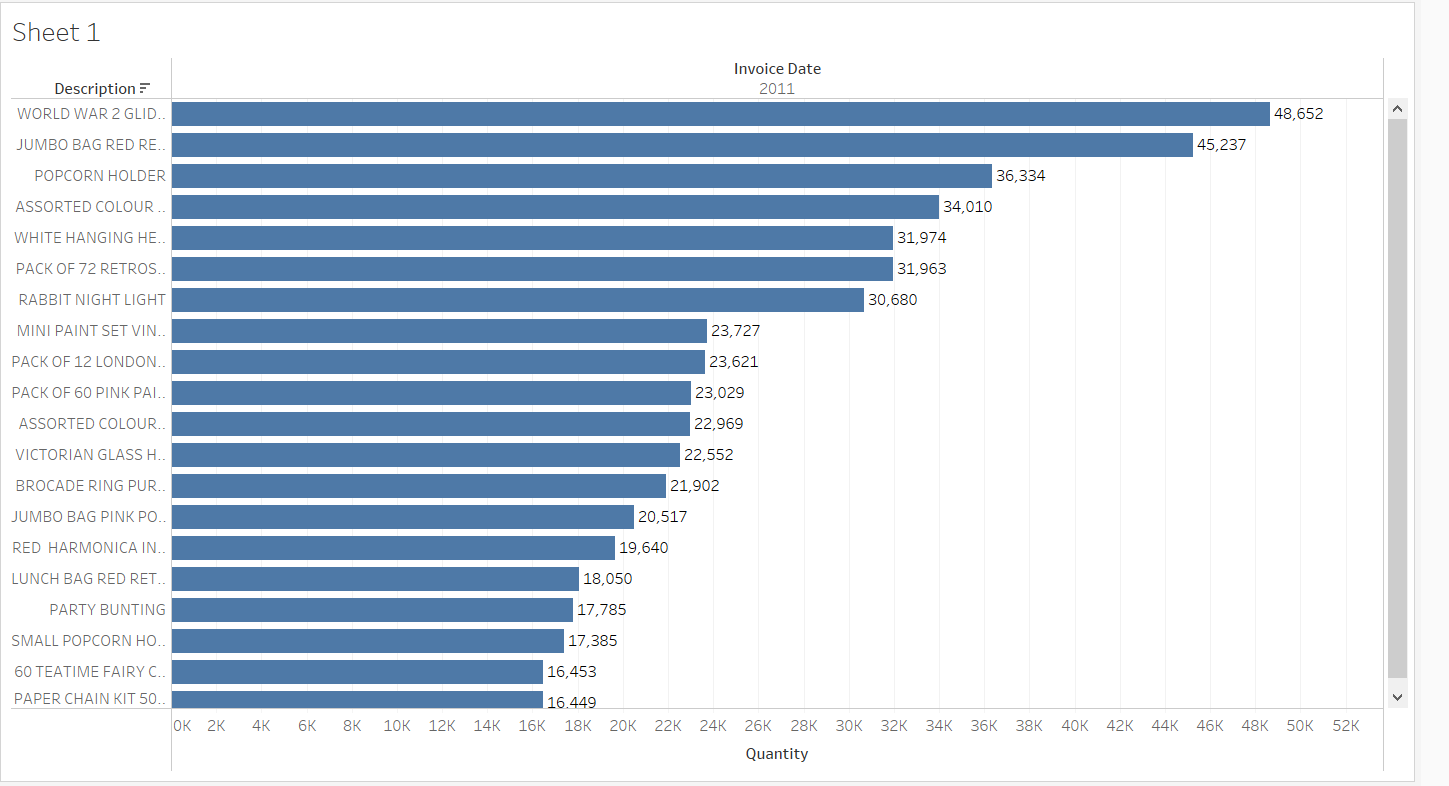 Sheet 1
Invoice Date
Description 2011
WORLD WAR 2 GLID.. 48,652
JUMBO BAG RED RE.. 45,237
POPCORN HOLDER 36,334
ASSORTED COLOUR .. 34,010
WHITE HANGING HE.. 31,974
PACK OF 72 RETROS.. 31,963
RABBIT NIGHT LIGHT 30,680
MINI PAINT SET VIN.. 23,727
PACK OF 12 LONDON.. 23,621
PACK OF 60 PINK PAI.. 23,029
ASSORTED COLOUR.. 22,969
VICTORIAN GLASS H.. 22,552
BROCADE RING PUR.. 21,902
JUMBO BAG PINK PO.. 20,517
RED  HARMONICA IN.. 19,640
LUNCH BAG RED RET.. 18,050
PARTY BUNTING 17,785
SMALL POPCORN HO.. 17,385
60 TEATIME FAIRY C.. 16,453
PAPER CHAIN KIT 50.. 16,449
0K 2K 4K 6K 8K 10K 12K 14K 16K 18K 20K 22K 24K 26K 28K 30K 32K 34K 36K 38K 40K 42K 44K 46K 48K 50K 52K
Quantity